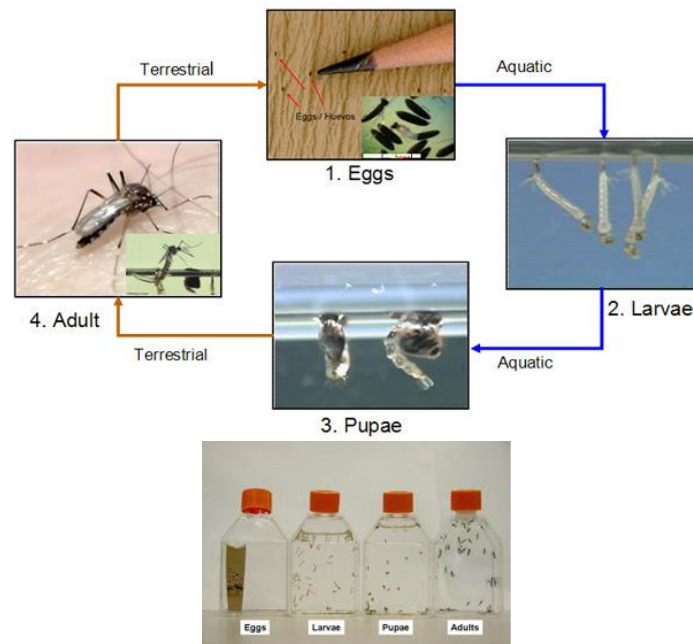 Terrestrial
Aquatic
Eggs / Huevos
1. Eggs
4. Adult
2. Larvae
Terrestrial
Aquatic
3. Pupae
Eggs
Larvae
Pupae
Adults